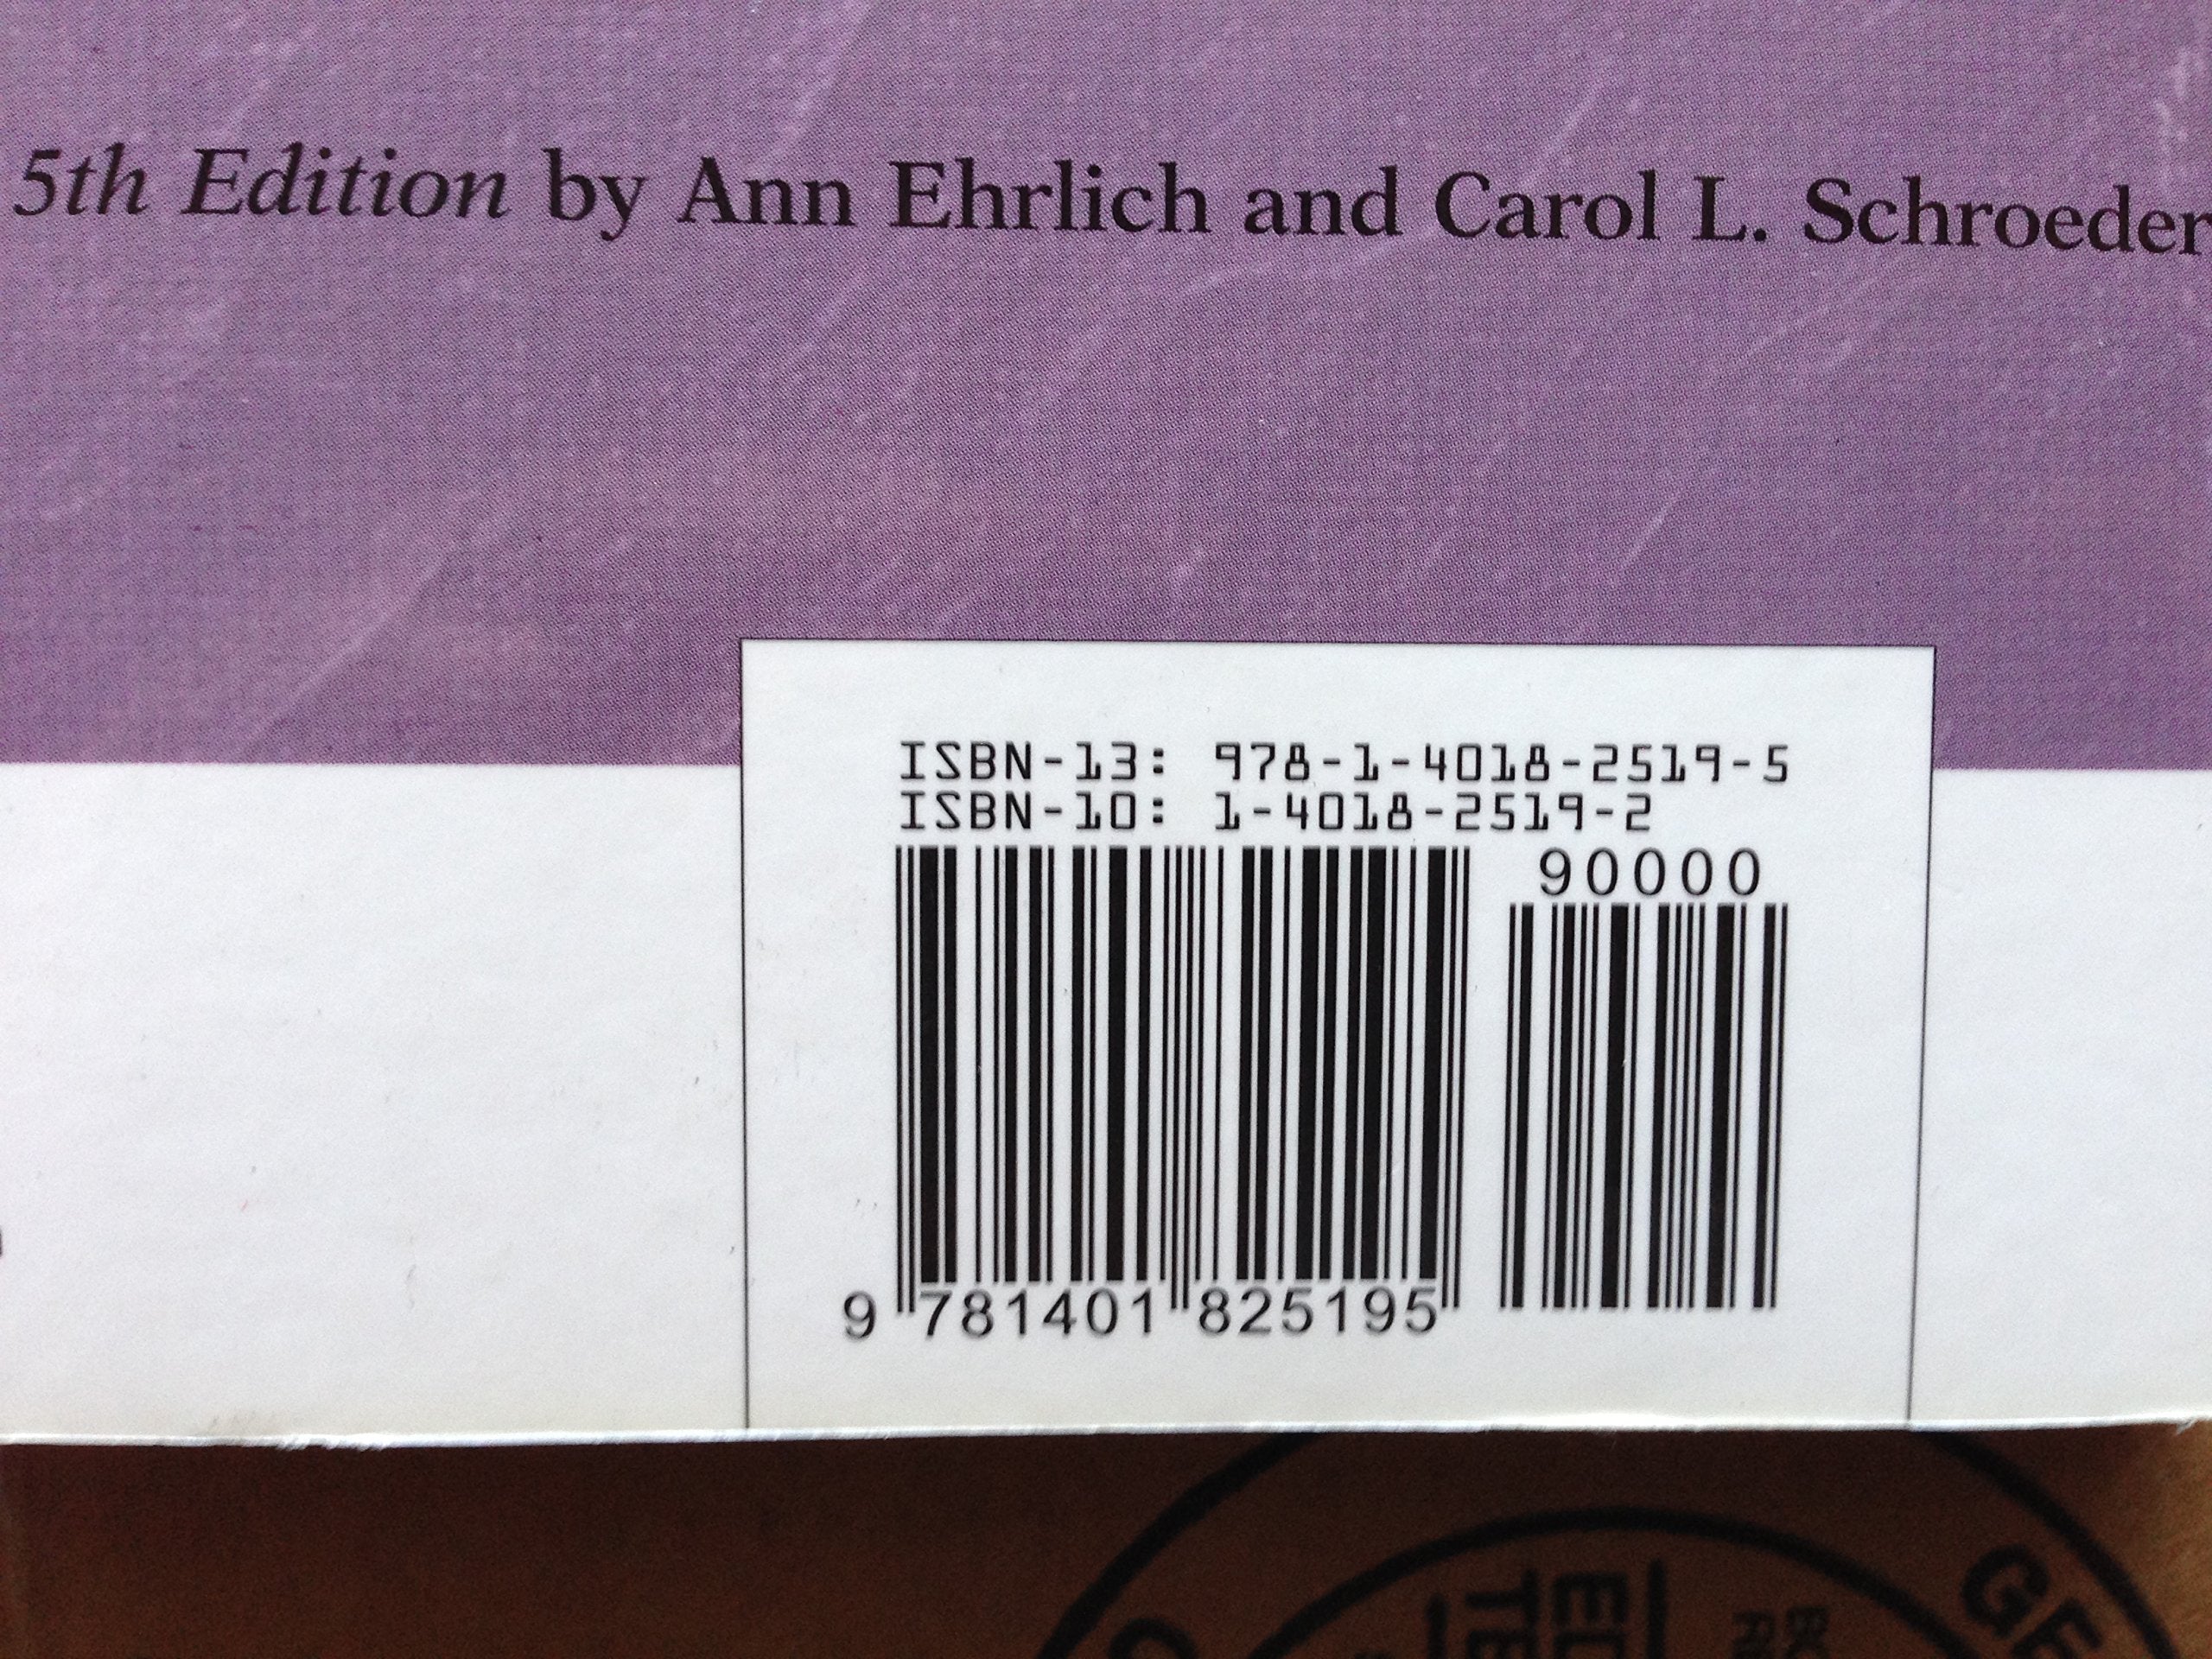 5th Edition by Ann Ehrlich and Carol L. Schroeder
ISBN-13: 978-1-4018-2519-5
ISBN-10: 1-4018-2519-2
90000
9 781401 825195